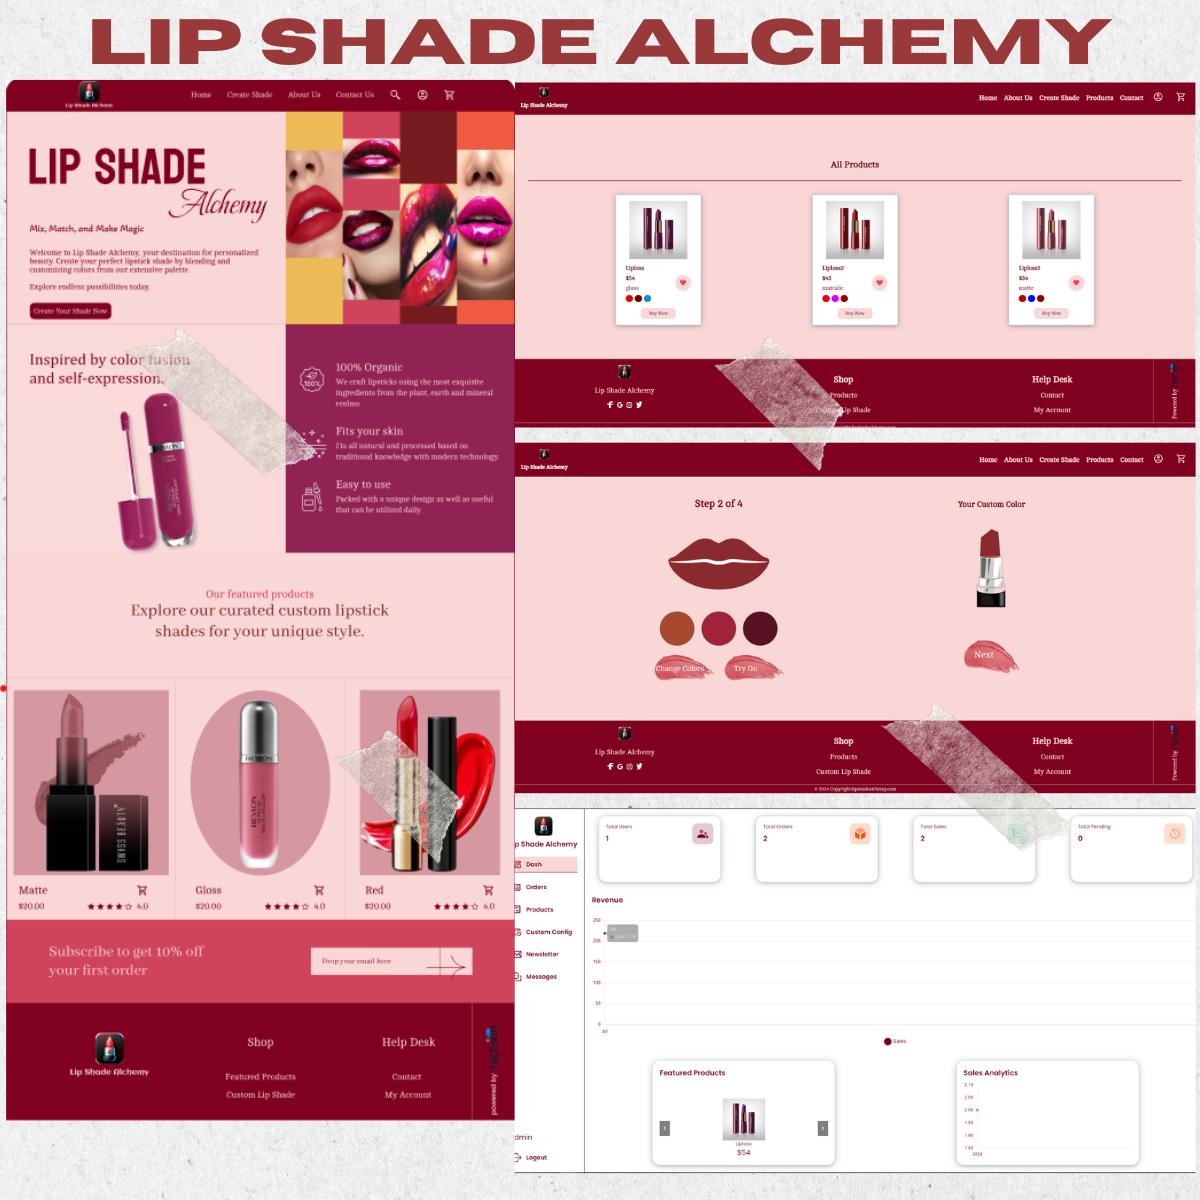 LIP SHADE ALCHEMY
Lip Shade Alchemy
Home Create Shade About Us Contact Us
LIP SHADE
Alchemy
Mix, Match, and Make Magic
Welcome to Lip Shade Alchemy, your destination for personalized
beauty. Create your perfect lipstick shade by blending and
customizing colors from our extensive palette.
Explore endless possibilities today.
Create Your Shade Now
Inspired by color fusion
and self-expression.
REVLON
100%
100% Organic
We craft lipsticks using the most exquisite
ingredients from the plant, earth and mineral
realms.
Fits your skin
I'ts all natural and processed based on
traditional knowledge with modern technology.
Easy to use
Packed with a unique design as well as useful
that can be utilized daily.
Our featured products
Explore our curated custom lipstick
shades for your unique style.
SWISS BEAUTY
REVLON
Matte
$20.00 4.0
Gloss
$20.00 4.0
Red
$20.00 4.0
Subscribe to get 10% off
your first order
Drop your email here
Lip Shade Alchemy
Shop
Featured Products
Custom Lip Shade
Help Desk
Contact
My Account
powered by
Lip Shade Alchemy
Home About Us Create Shade Products Contact
All Products
Liploss
$54
gloss
Buy Now
Liploss2
$43
mattalic
Buy Now
Liploss3
$34
matte
Buy Now
Lip Shade Alchemy
Shop
Products
Lip Shade
Help Desk
Contact
My Account
Powered by
Lip Shade Alchemy
Home About Us Create Shade Products Contact
Step 2 of 4
Change Colors Try On
Your Custom Color
Next
Lip Shade Alchemy
Shop
Products
Custom Lip Shade
Help Desk
Contact
My Account
Powered by
© 2024 Copyright:lipshadealchemy.com
p Shade Alchemy
Dash
Orders
Products
Custom Config
Newsletter
Messages
dmin
Logout
Total Users
1
Total Orders
2
Total Sales
2
Total Pending
0
Revenue
250
200
150
100
50
0
Jul
Sales
Featured Products
Liploss
$54
Sales Analytics
2.10
2.05
2.00
1.95
1.90
1.85
2024